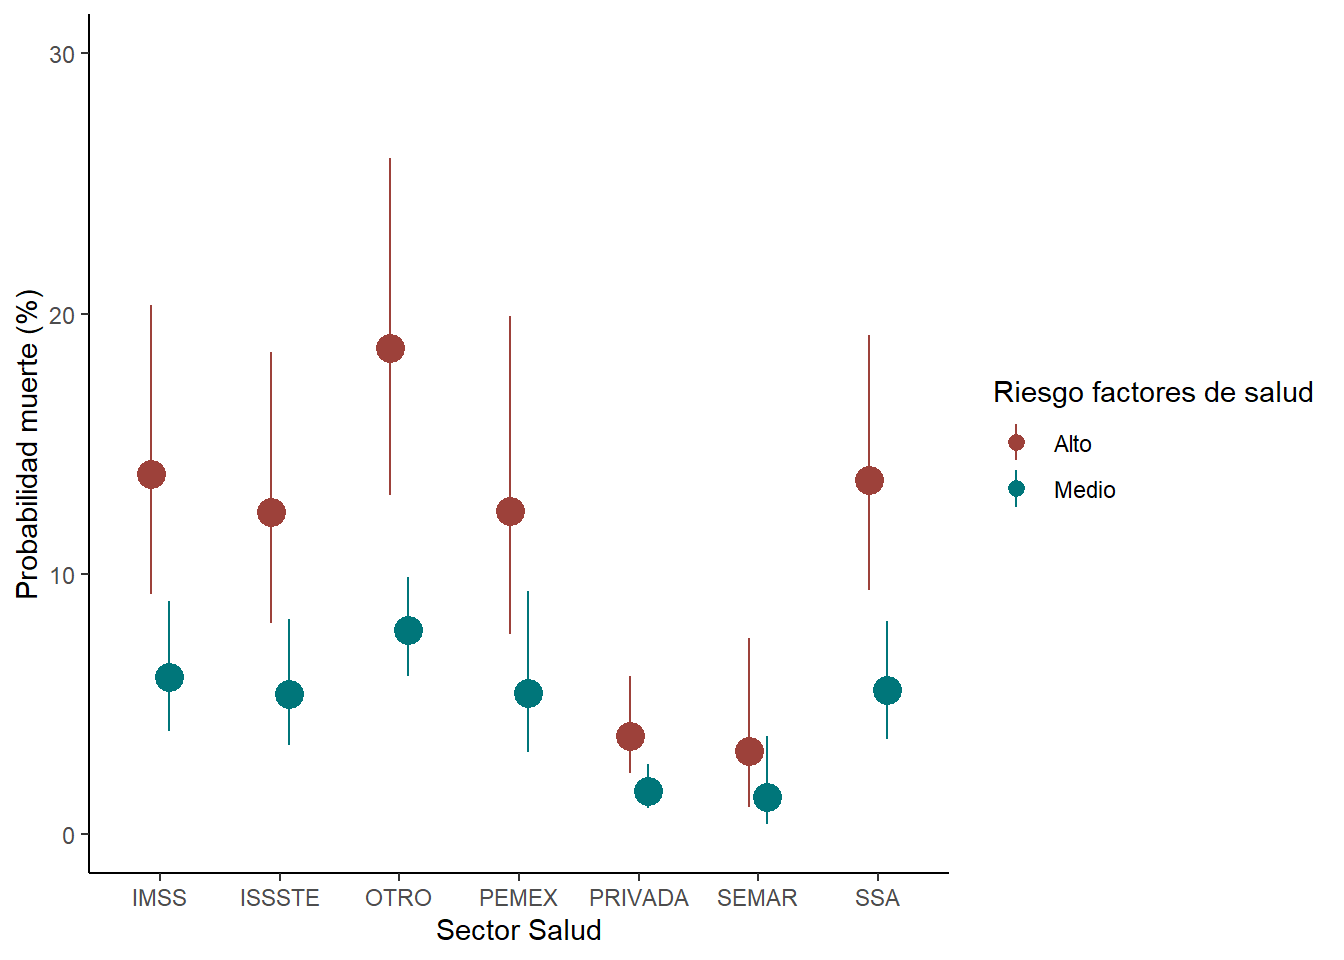 30
20
10
0
Probabilidad muerte (%)
IMSS ISSSTE OTRO PEMEX PRIVADA SEMAR SSA
Sector Salud
Riesgo factores de salud
Alto
Medio